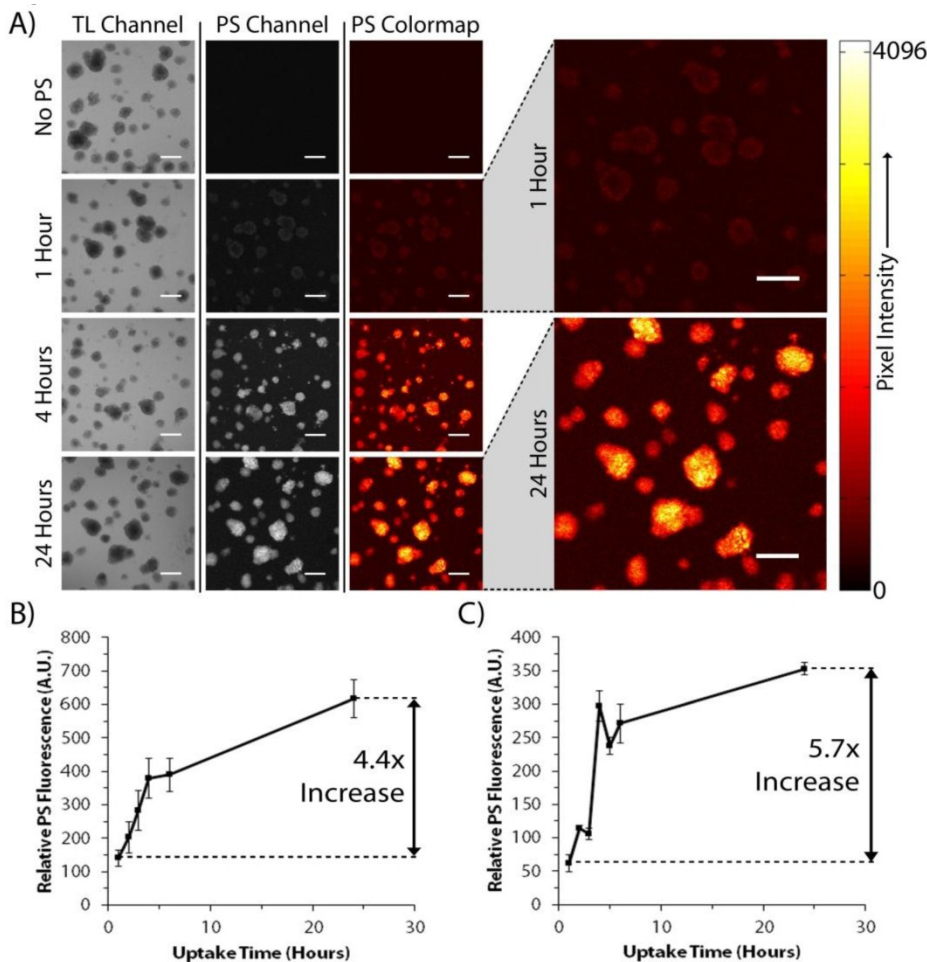 A)
TL Channel
PS Channel
PS Colormap
No PS
1 Hour
4 Hours
24 Hours
1 Hour
24 Hours
4096
Pixel Intensity
0
B)
Relative PS Fluorescence (A.U.)
800
700
600
500
400
300
200
100
0
0
10
20
30
Uptake Time (Hours)
4.4x
Increase
C)
Relative PS Fluorescence (A.U.)
400
350
300
250
200
150
100
50
0
0
10
20
30
Uptake Time (Hours)
5.7x
Increase